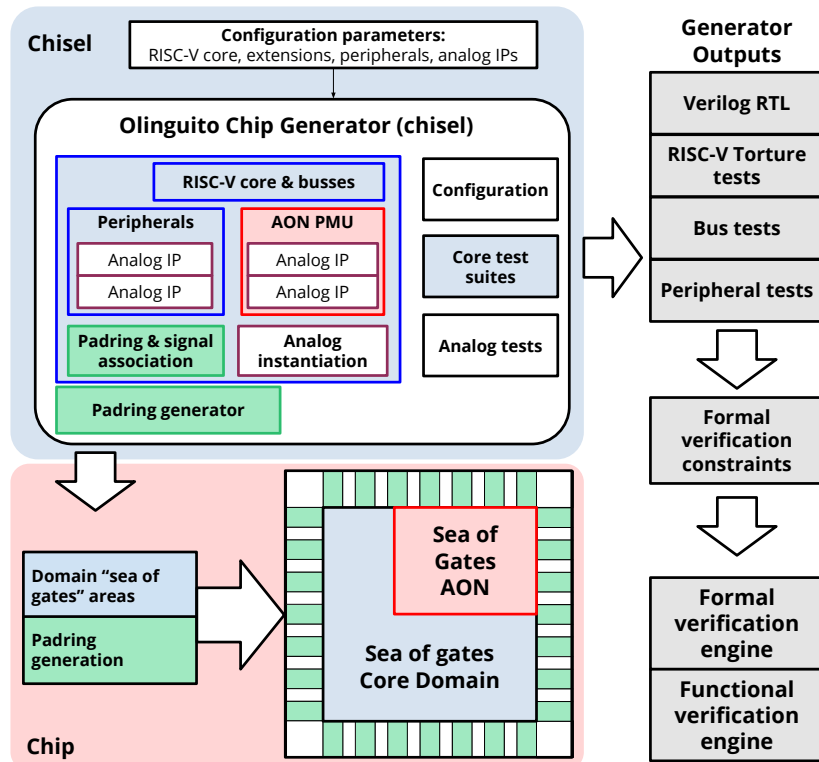 Chisel
Configuration parameters:
RISC-V core, extensions, peripherals, analog IPs
Olinguito Chip Generator (chisel)
RISC-V core & busses
Peripherals
Analog IP
Analog IP
AON PMU
Analog IP
Analog IP
Padring & signal
association
Analog
instantiation
Padring generator
Configuration
Core test
suites
Analog tests
Generator
Outputs
Verilog RTL
RISC-V Torture
tests
Bus tests
Peripheral tests
Formal
verification
constraints
Formal
verification
engine
Functional
verification
engine
Domain “sea of
gates” areas
Padring
generation
Sea of
Gates
AON
Sea of gates
Core Domain
Chip